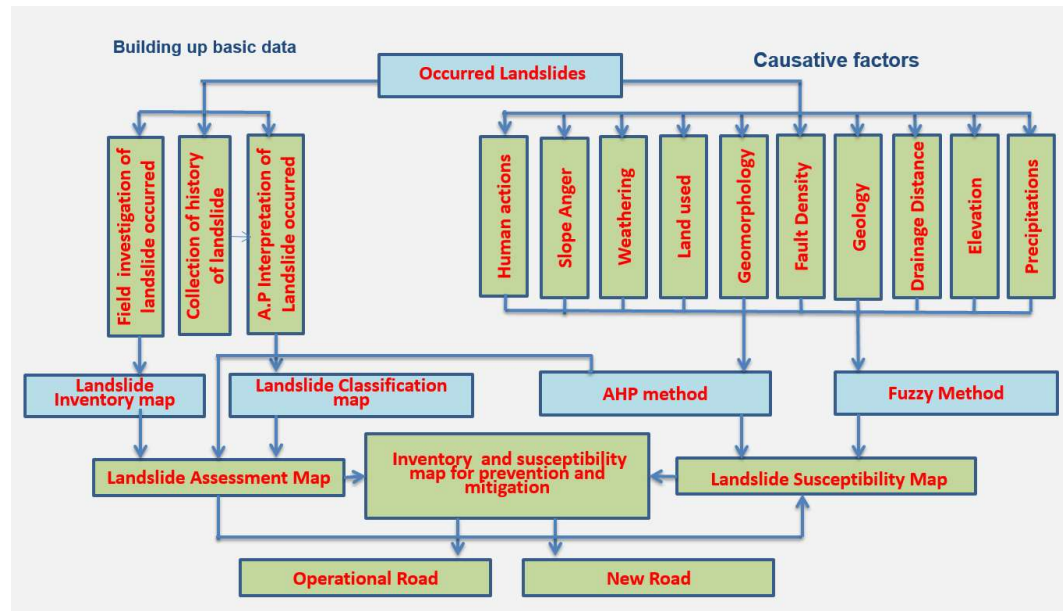 Building up basic data
Causative factors
Occurred Landslides
Field investigation of
landslide occurred
Collection of history
of landslide
A.P Interpretation of
Landslide occurred
Human actions
Slope Anger
Weathering
Land used
Geomorphology
Fault Density
Geology
Drainage Distance
Elevation
Precipitations
Landslide
Inventory map
Landslide Classification
map
AHP method
Fuzzy Method
Landslide Assessment Map
Inventory and susceptibility
map for prevention and
mitigation
Landslide Susceptibility Map
Operational Road
New Road